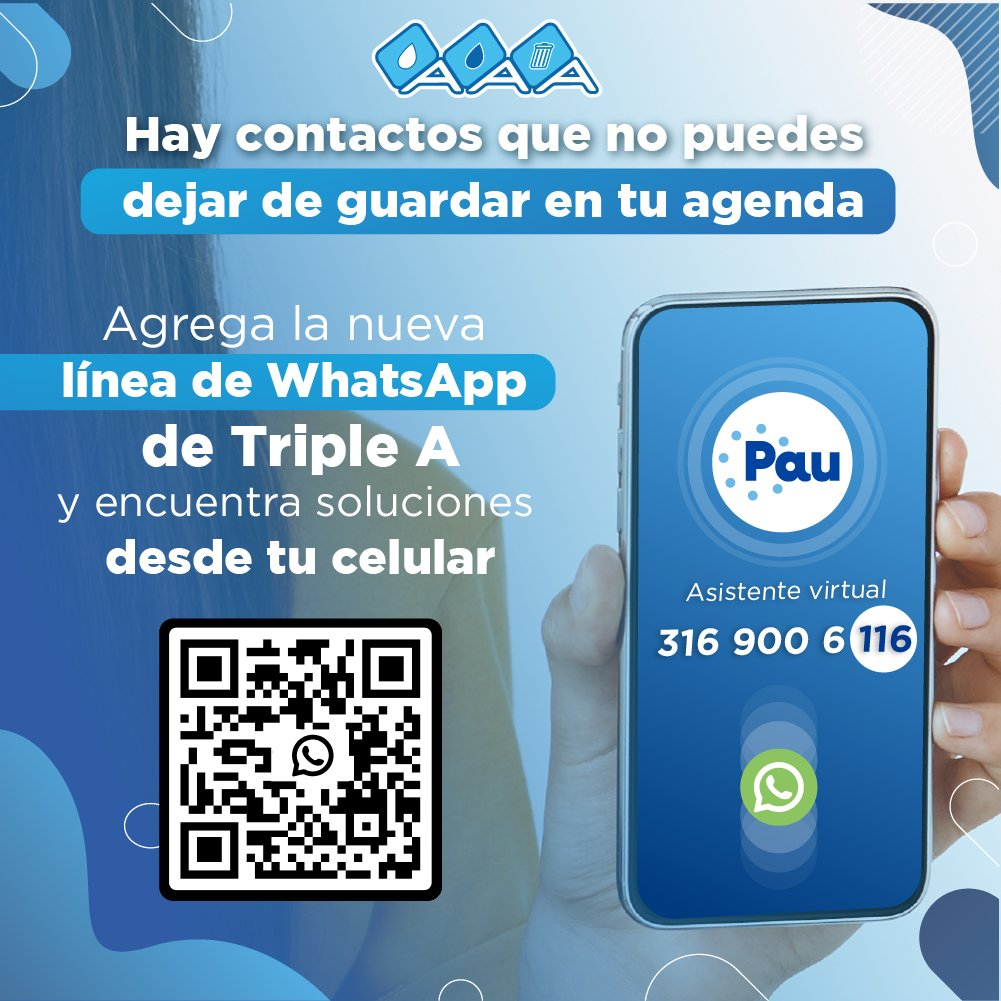 AAA
Hay contactos que no puedes
dejar de guardar en tu agenda
Agrega la nueva
línea de WhatsApp
de Triple A
y encuentra soluciones
desde tu celular
Pau
Asistente virtual
316 900 6 116